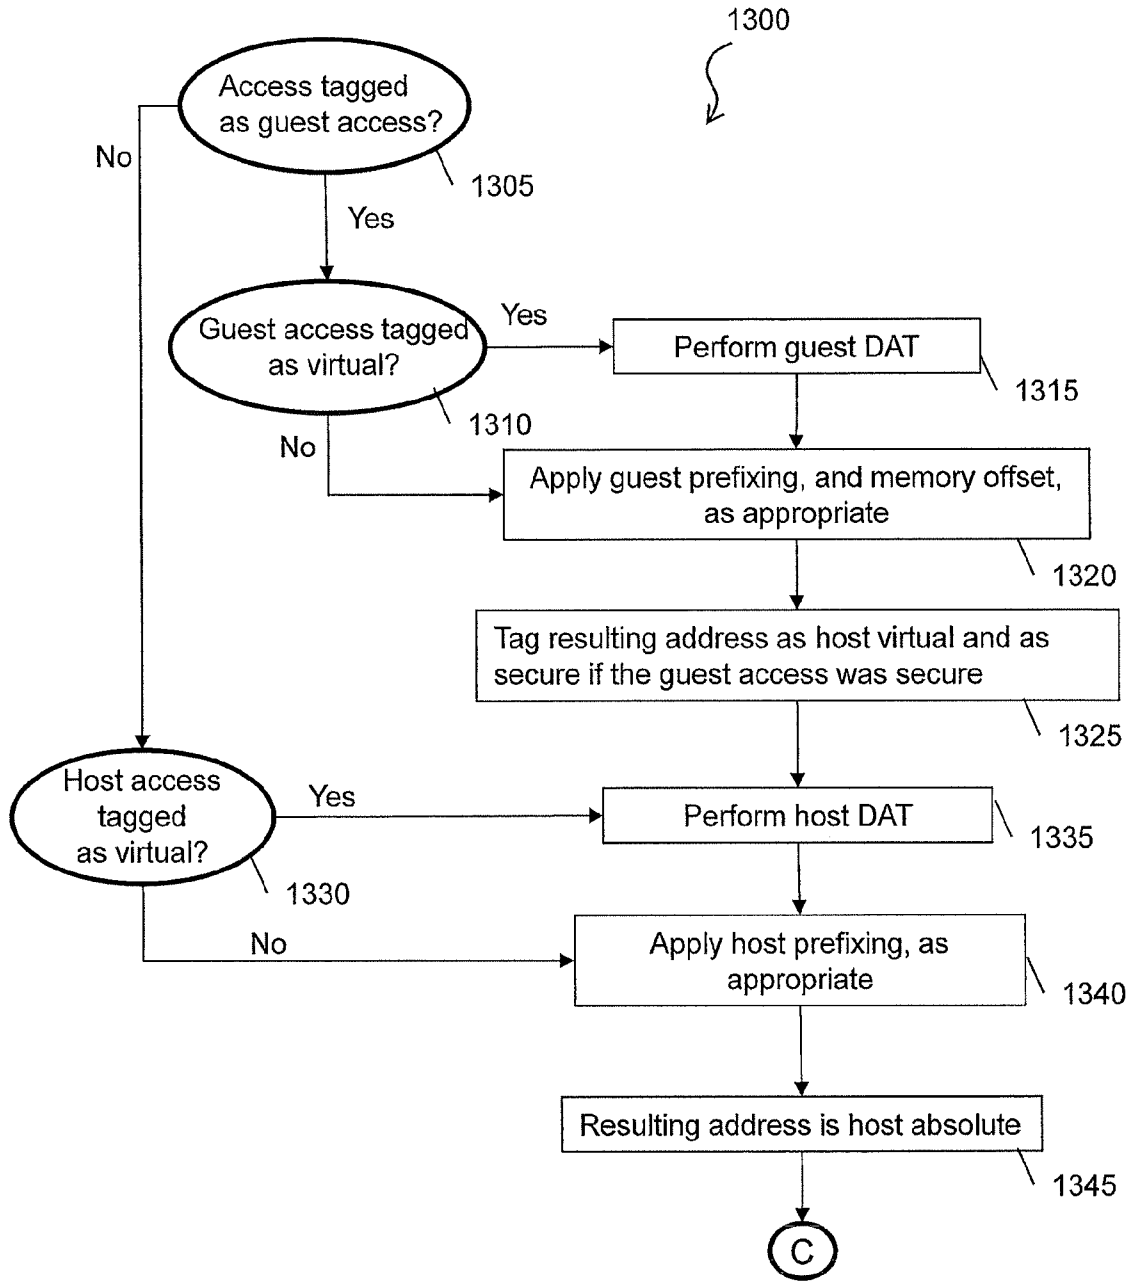 1300
Access tagged
as guest access?
No
1305
Yes
Guest access tagged
as virtual?
Yes
Perform guest DAT
1315
1310
No
Apply guest prefixing, and memory offset,
as appropriate
1320
Tag resulting address as host virtual and as
secure if the guest access was secure
1325
Host access
tagged
as virtual?
Yes
Perform host DAT
1335
1330
No
Apply host prefixing, as
appropriate
1340
Resulting address is host absolute
1345
C